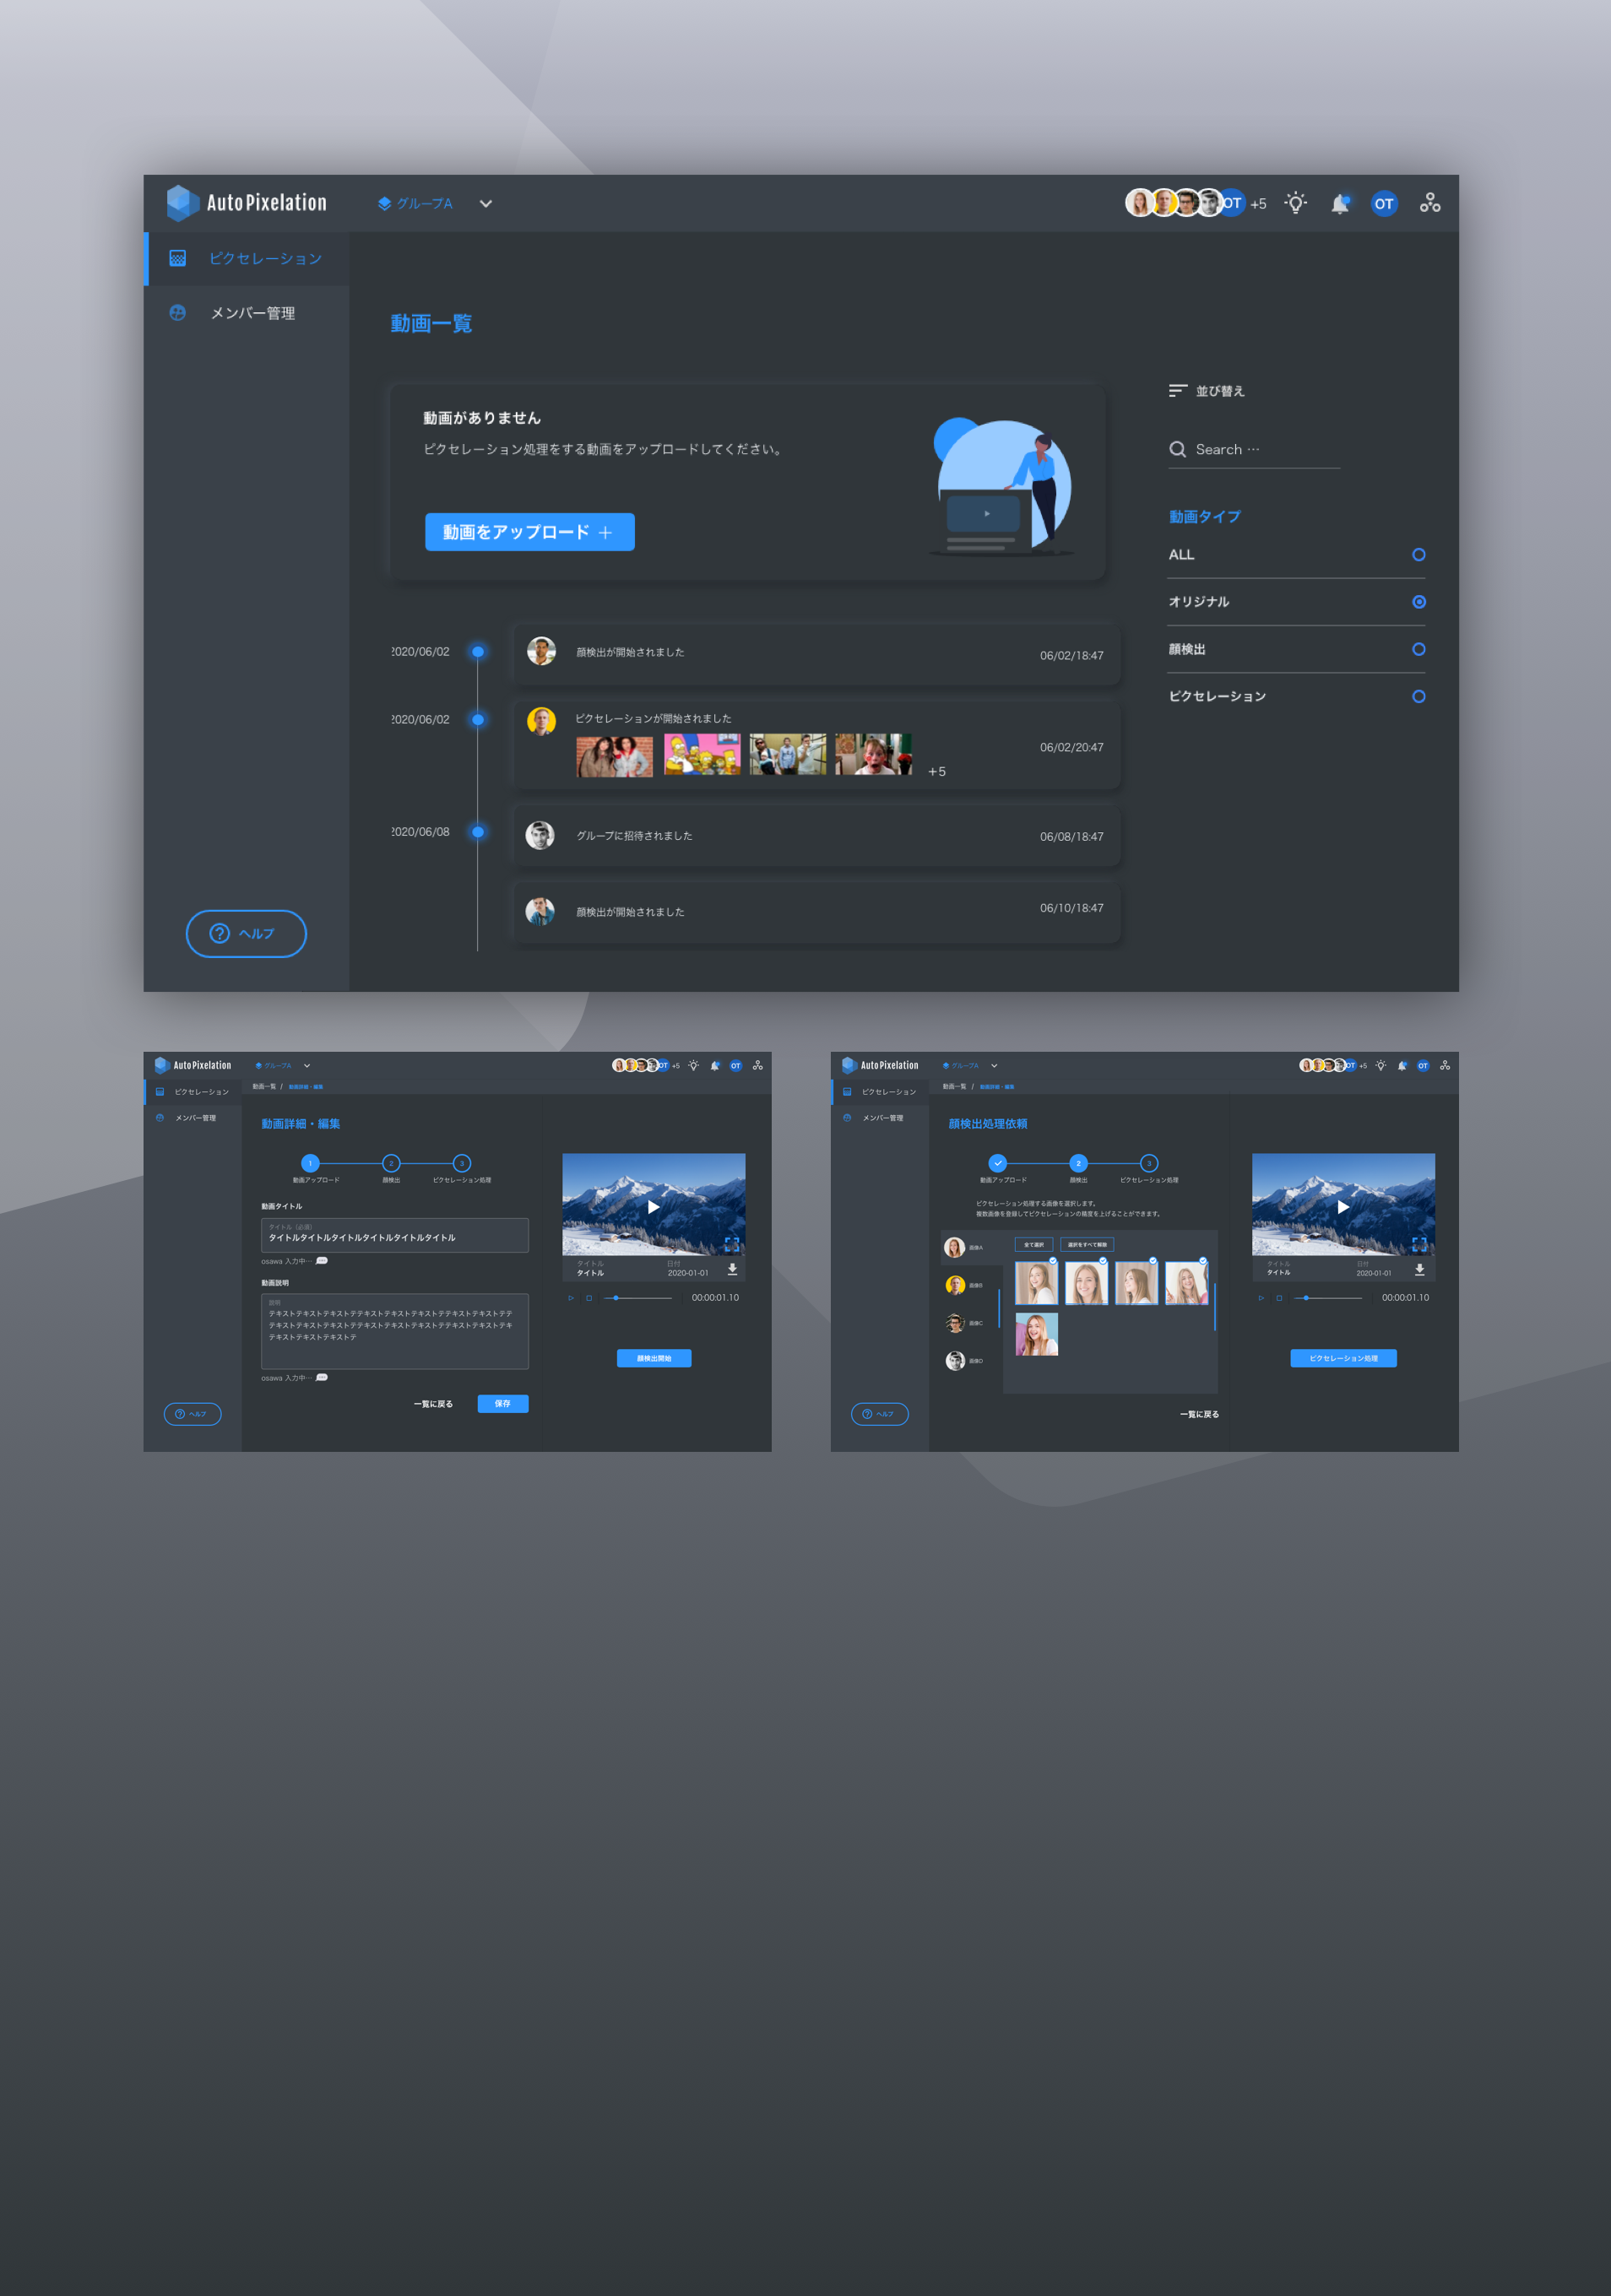 AutoPixelation
グループA
OT
+5
OT
ピクセレーション
メンバー管理
ヘルプ
動画一覧
動画がありません
ピクセレーション処理をする動画をアップロードしてください。
動画をアップロード ＋
並び替え
Search …
動画タイプ
ALL
オリジナル
顔検出
ピクセレーション
2020/06/02
顔検出が開始されました
06/02/18:47
2020/06/02
ピクセレーションが開始されました
+5
06/02/20:47
2020/06/08
グループに招待されました
06/08/18:47
顔検出が開始されました
06/10/18:47
AutoPixelation
グループA
OT
+5
OT
動画一覧 / 動画詳細・編集
ピクセレーション
メンバー管理
動画詳細・編集
1
2
3
動画アップロード
顔検出
ピクセレーション処理
動画タイトル
タイトル（必須）
タイトルタイトルタイトルタイトルタイトルタイトル
osawa 入力中…
動画説明
説明
テキストテキストテキストテテキストテキストテキストテテキストテキストテテ
テキストテキストテキストテテキストテキストテキストテテキストテキストテキ
テキストテキストテキストテ
osawa 入力中…
一覧に戻る
保存
タイトル
タイトル
日付
2020-01-01
00:00:01.10
顔検出開始
ヘルプ
AutoPixelation
グループA
OT
+5
OT
動画一覧 / 動画詳細・編集
ピクセレーション
メンバー管理
顔検出処理依頼
2
3
動画アップロード
顔検出
ピクセレーション処理
ピクセレーション処理する画像を選択します。
複数画像を登録してピクセレーションの精度を上げることができます。
画像A
画像B
画像C
画像D
全て選択
選択をすべて解除
一覧に戻る
タイトル
タイトル
日付
2020-01-01
00:00:01.10
ピクセレーション処理
ヘルプ